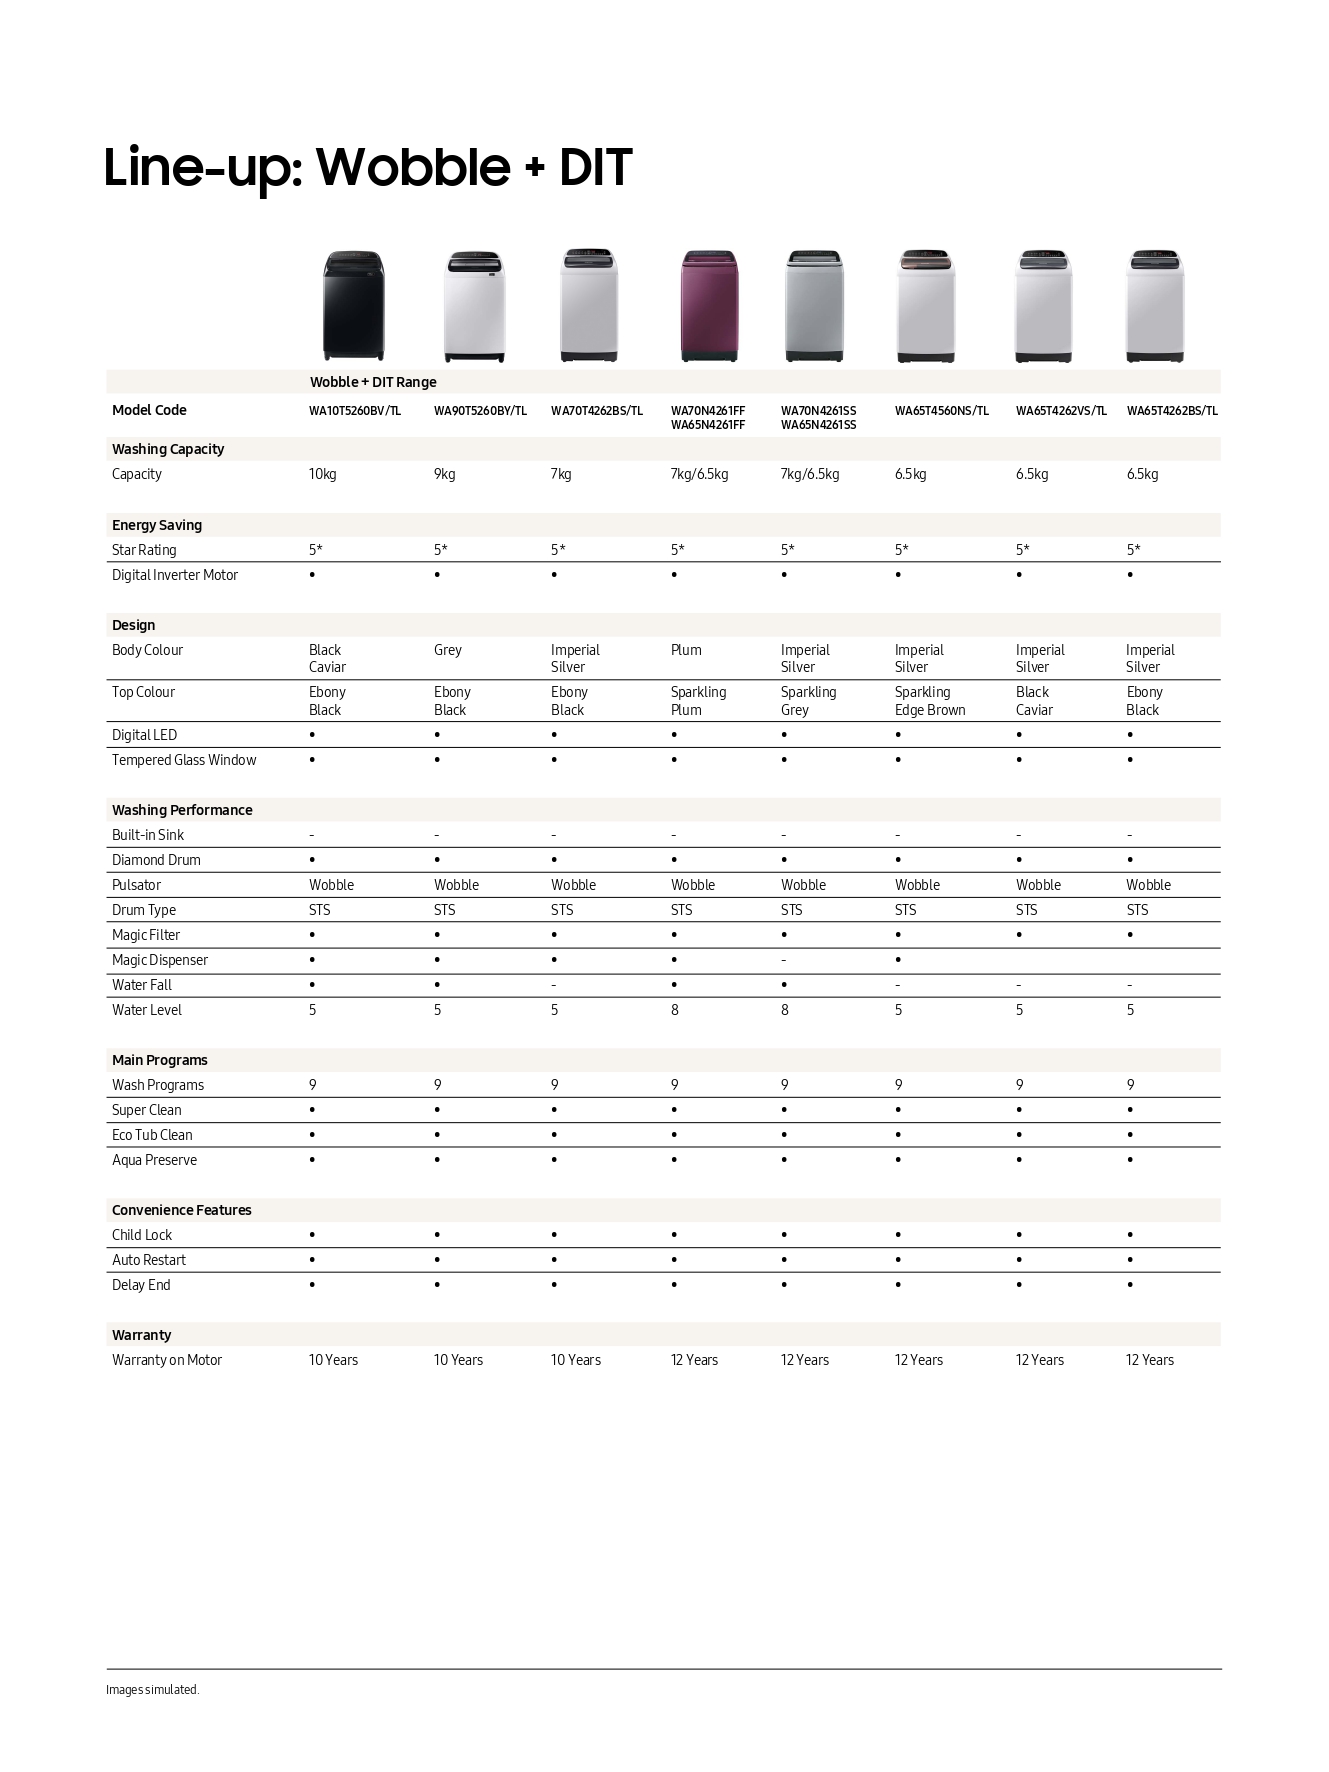 Line-up: Wobble + DIT
Wobble + DIT Range
Model Code WA10T5260BV/TL WA90T5260BY/TL WA70T4262BS/TL WA70N4261FF WA70N4261SS WA65T4560NS/TL WA65T4262VS/TL WA65T4262BS/TL
WA65N4261FF WA65N4261SS
Washing Capacity
Capacity 10kg 9kg 7kg 7kg/6.5kg 7kg/6.5kg 6.5kg 6.5kg 6.5kg
Energy Saving
Star Rating 5* 5* 5* 5* 5* 5* 5* 5*
Digital Inverter Motor • • • • • • • •
Design
Body Colour Black Grey Imperial Plum Imperial Imperial Imperial Imperial
Caviar Silver Silver Silver Silver Silver
Top Colour Ebony Ebony Ebony Sparkling Sparkling Sparkling Black Ebony
Black Black Black Plum Grey Edge Brown Caviar Black
Digital LED • • • • • • • •
Tempered Glass Window • • • • • • • •
Washing Performance
Built-in Sink - - - - - - - -
Diamond Drum • • • • • • • •
Pulsator Wobble Wobble Wobble Wobble Wobble Wobble Wobble Wobble
Drum Type STS STS STS STS STS STS STS STS
Magic Filter • • • • • • • •
Magic Dispenser • • • • - •
Water Fall • • - • • - - -
Water Level 5 5 5 8 8 5 5 5
Main Programs
Wash Programs 9 9 9 9 9 9 9 9
Super Clean • • • • • • • •
Eco Tub Clean • • • • • • • •
Aqua Preserve • • • • • • • •
Convenience Features
Child Lock • • • • • • • •
Auto Restart • • • • • • • •
Delay End • • • • • • • •
Warranty
Warranty on Motor 10 Years 10 Years 10 Years 12 Years 12 Years 12 Years 12 Years 12 Years
Images simulated.